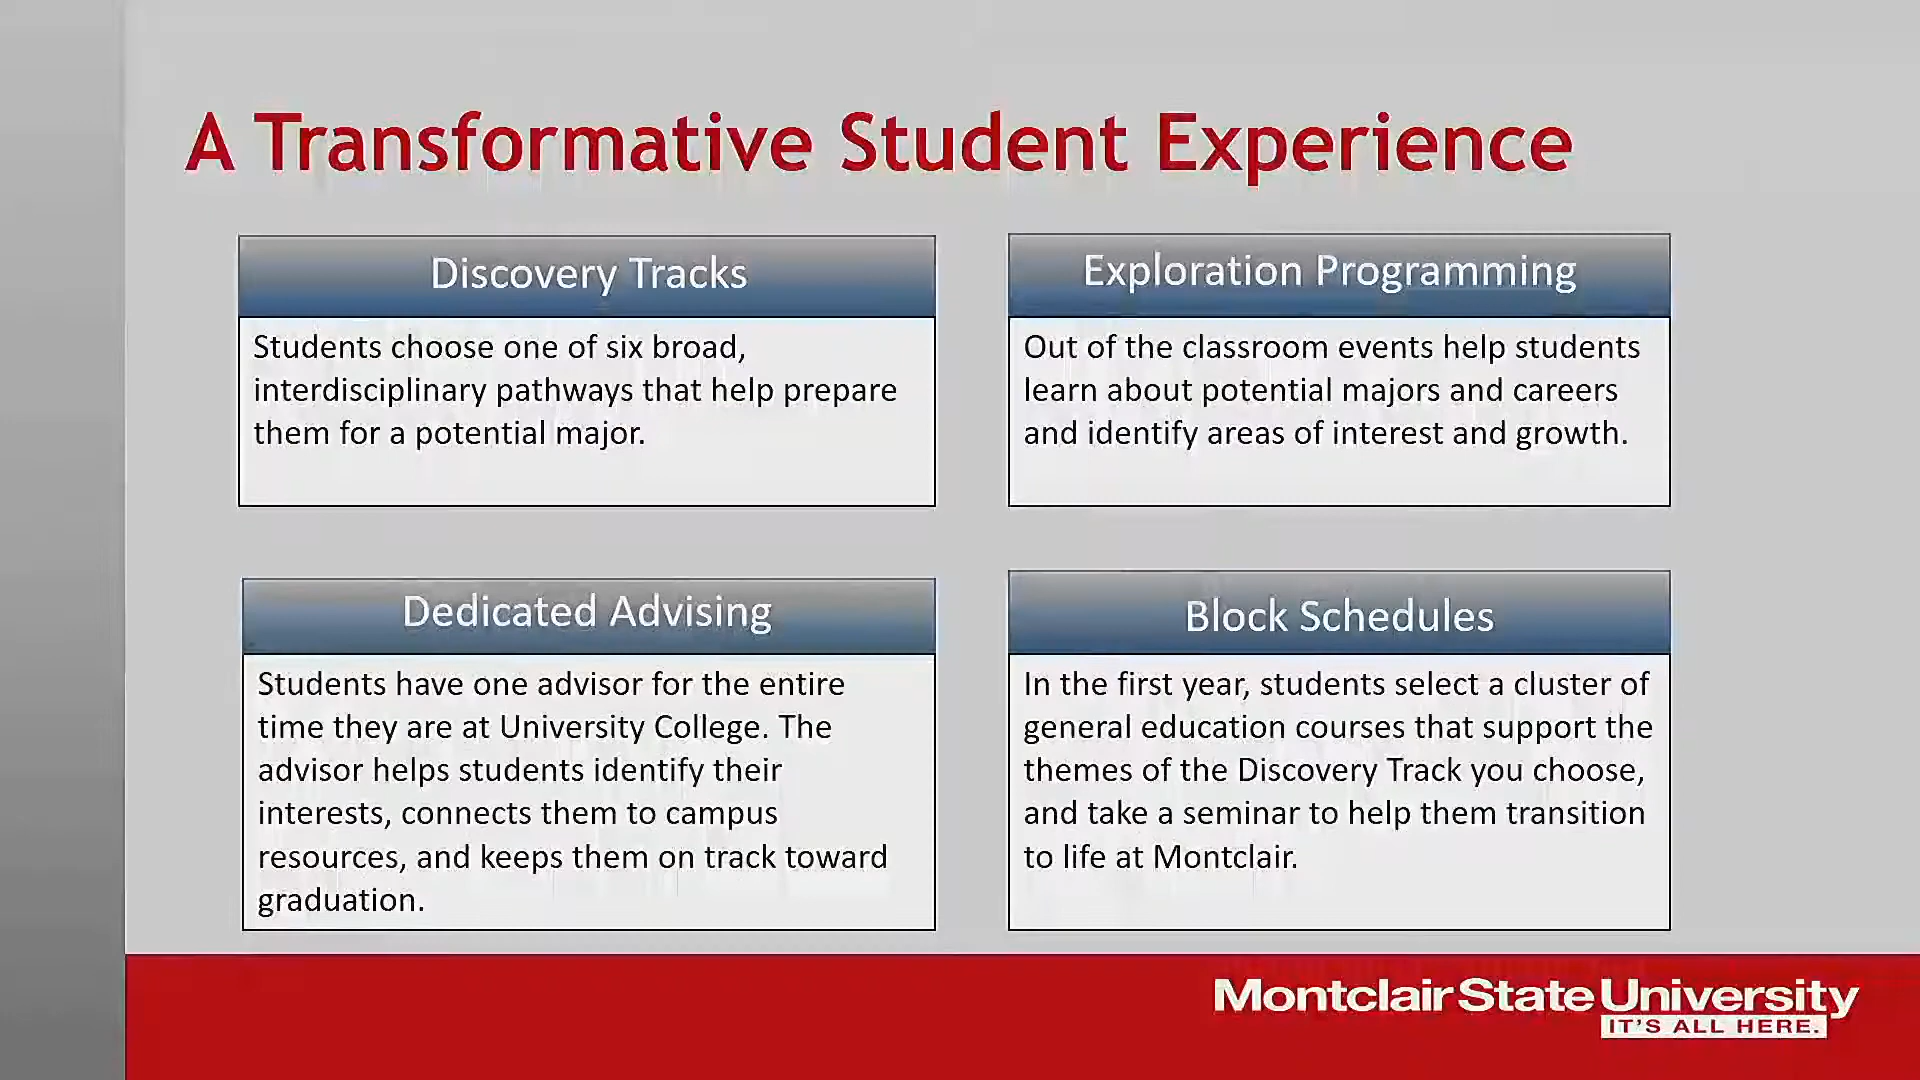 A Transformative Student Experience
Discovery Tracks
Students choose one of six broad,
interdisciplinary pathways that help prepare
them for a potential major.
Exploration Programming
Out of the classroom events help students
learn about potential majors and careers
and identify areas of interest and growth.
Dedicated Advising
Students have one advisor for the entire
time they are at University College. The
advisor helps students identify their
interests, connects them to campus
resources, and keeps them on track toward
graduation.
Block Schedules
In the first year, students select a cluster of
general education courses that support the
themes of the Discovery Track you choose,
and take a seminar to help them transition
to life at Montclair.
Montclair State University
IT'S ALL HERE.